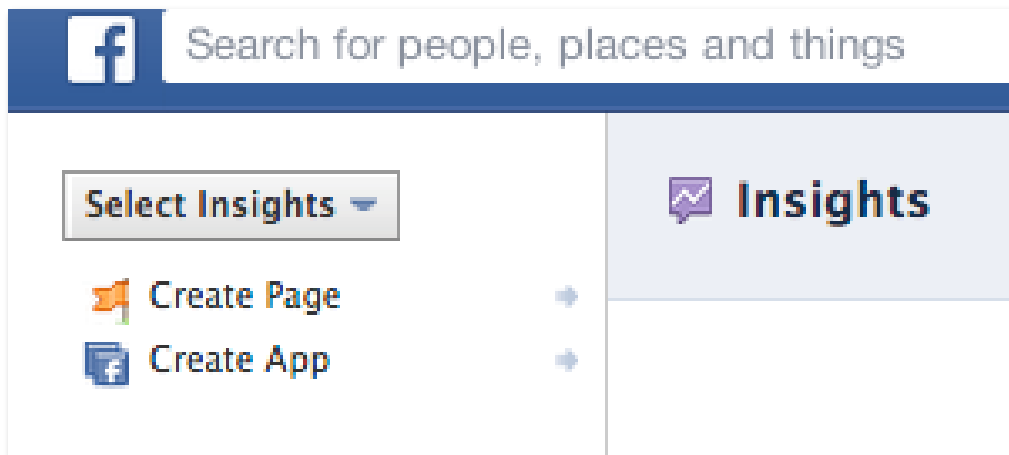 f Search for people, places and things
Select Insights
Insights
Create Page
Create App